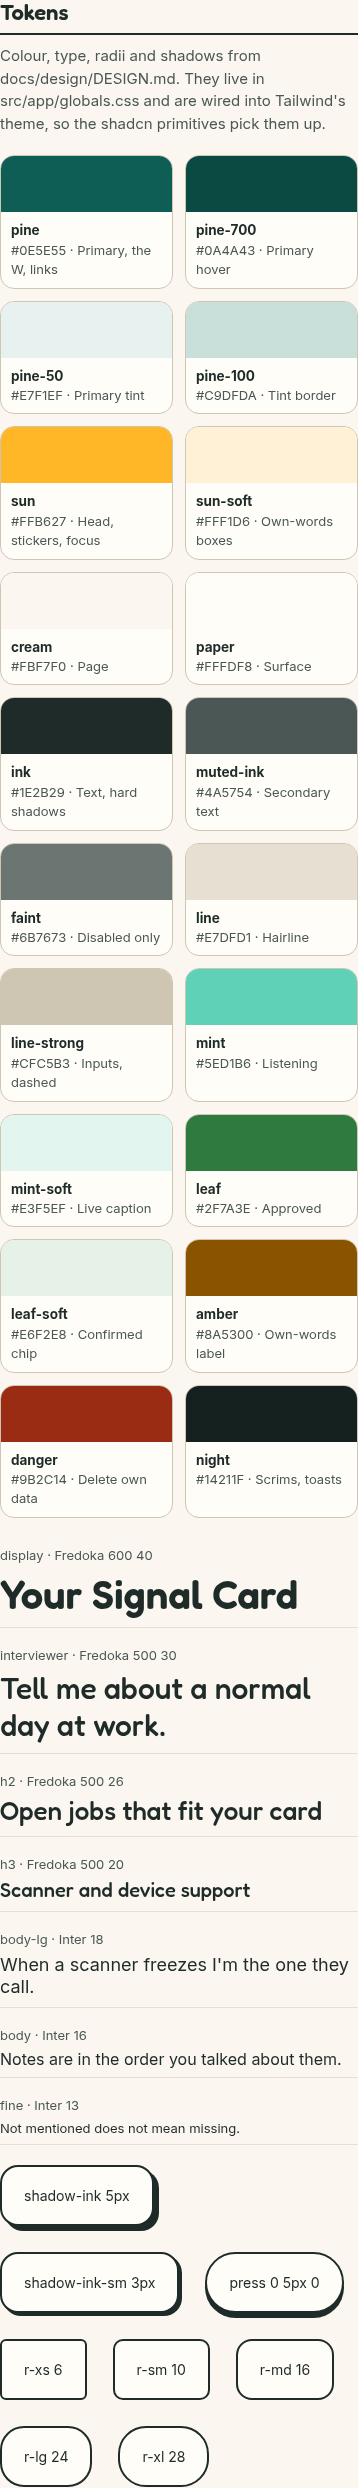 Tokens
Colour, type, radii and shadows from
docs/design/DESIGN.md. They live in
src/app/globals.css and are wired into Tailwind's
theme, so the shadcn primitives pick them up.
pine
#0E5E55 · Primary, the
W, links
pine-700
#0A4A43 · Primary
hover
pine-50
#E7F1EF · Primary tint
pine-100
#C9DFDA · Tint border
sun
#FFB627 · Head,
stickers, focus
sun-soft
#FFF1D6 · Own-words
boxes
cream
#FBF7F0 · Page
paper
#FFFDF8 · Surface
ink
#1E2B29 · Text, hard
shadows
muted-ink
#4A5754 · Secondary
text
faint
#6B7673 · Disabled only
line
#E7DFD1 · Hairline
line-strong
#CFC5B3 · Inputs,
dashed
mint
#5ED1B6 · Listening
mint-soft
#E3F5EF · Live caption
leaf
#2F7A3E · Approved
leaf-soft
#E6F2E8 · Confirmed
chip
amber
#8A5300 · Own-words
label
danger
#9B2C14 · Delete own
data
night
#14211F · Scrims, toasts
display · Fredoka 600 40
Your Signal Card
interviewer · Fredoka 500 30
Tell me about a normal
day at work.
h2 · Fredoka 500 26
Open jobs that fit your card
h3 · Fredoka 500 20
Scanner and device support
body-lg · Inter 18
When a scanner freezes I'm the one they
call.
body · Inter 16
Notes are in the order you talked about them.
fine · Inter 13
Not mentioned does not mean missing.
shadow-ink 5px
shadow-ink-sm 3px
press 0 5px 0
r-xs 6
r-sm 10
r-md 16
r-lg 24
r-xl 28